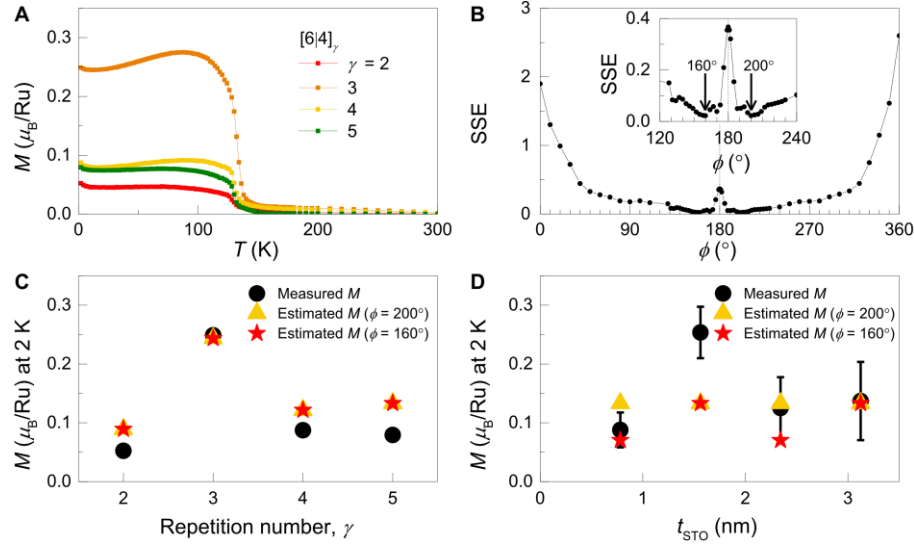 A
M (μB/Ru)
0.3
0.2
0.1
0.0
0
100
200
300
T (K)
[6|4]γ
γ = 2
3
4
5
B
SSE
3
2
1
0
0
90
180
270
360
ϕ (°)
SSE
0.4
0.2
0.0
120
180
240
ϕ (°)
160°
200°
C
M (μB/Ru) at 2 K
0.3
0.2
0.1
0.0
2
3
4
5
Repetition number, γ
Measured M
Estimated M (ϕ = 200°)
Estimated M (ϕ = 160°)
D
M (μB/Ru) at 2 K
0.3
0.2
0.1
0.0
0
1
2
3
tSTO (nm)
Measured M
Estimated M (ϕ = 200°)
Estimated M (ϕ = 160°)